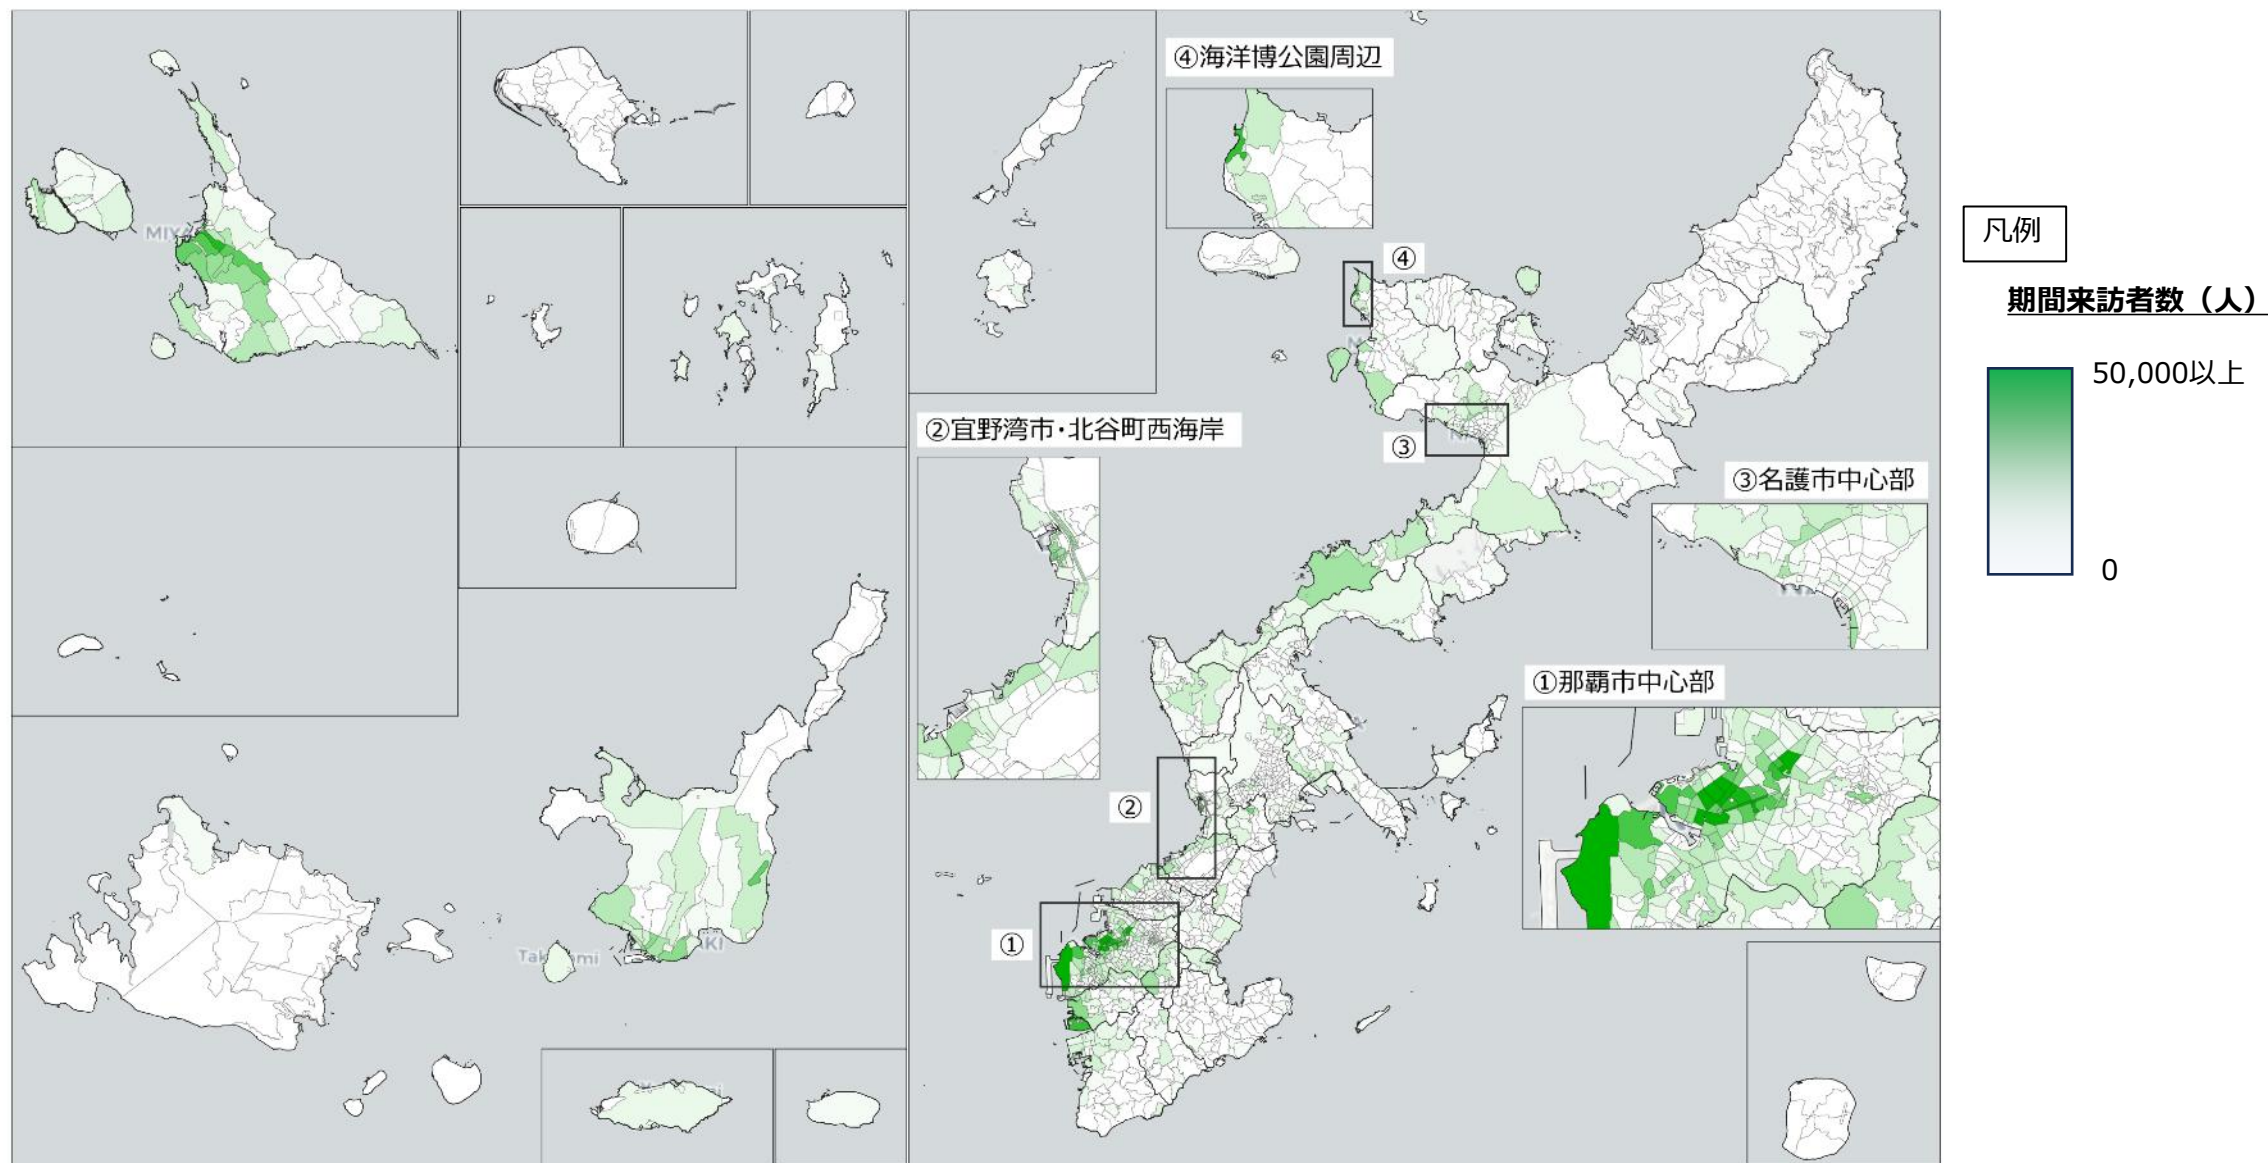 ④海洋博公園周辺
凡例
期間来訪者数（人）
50,000以上
0
④
②宜野湾市・北谷町西海岸
③
③名護市中心部
①那覇市中心部
②
①